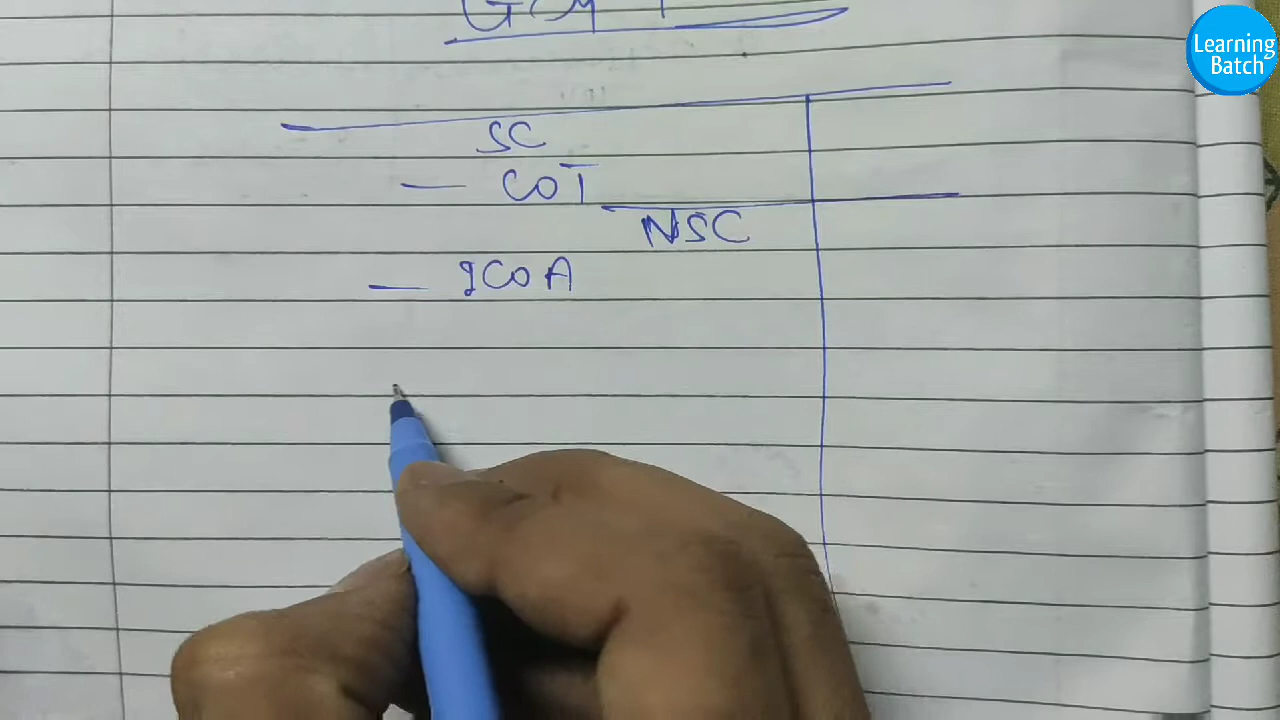 SC
— COT
NSC
— ICOA
Learning
Batch